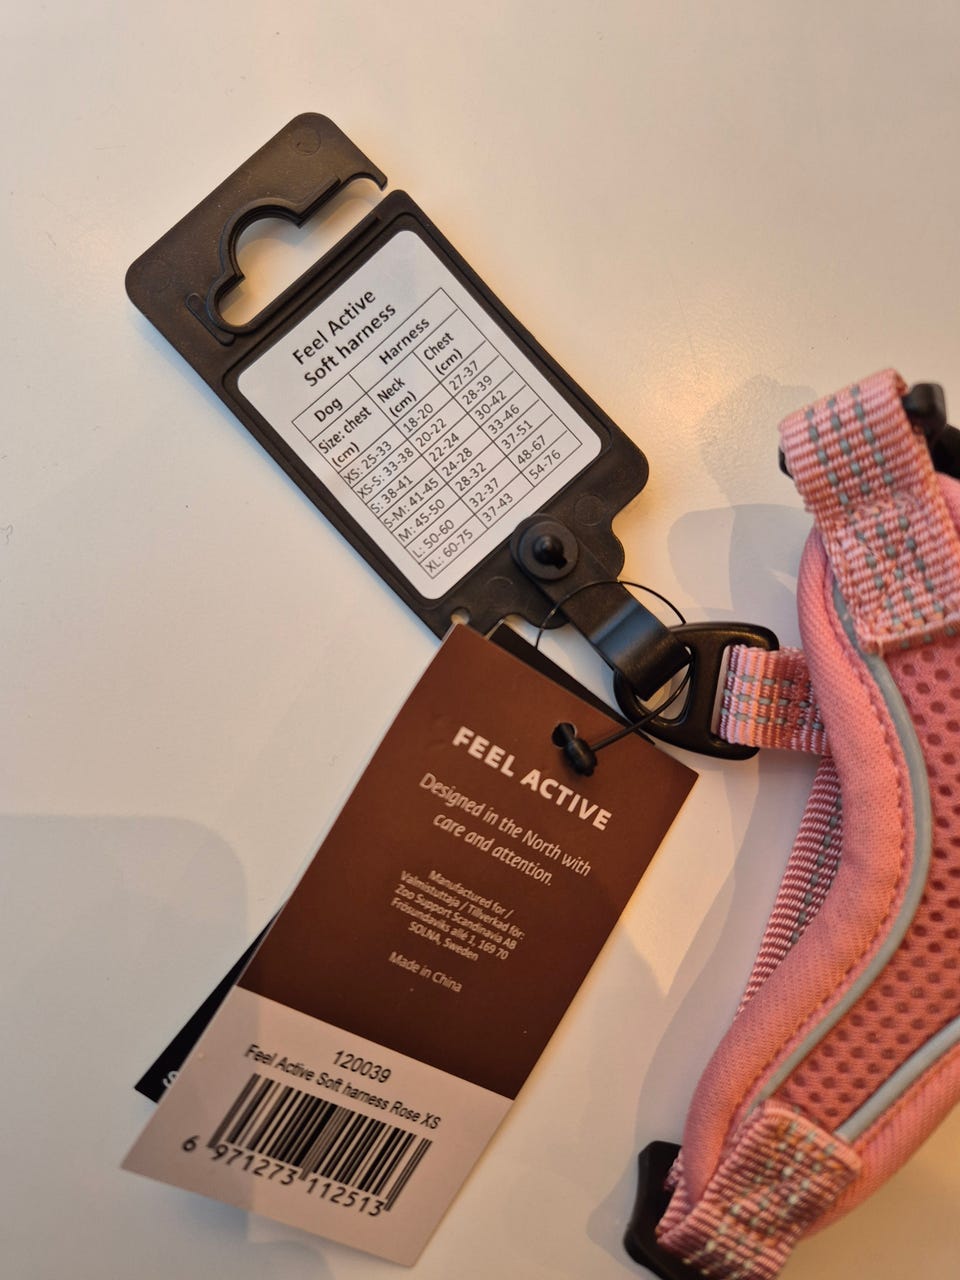 Feel Active
Soft harness
Dog Harness
Size: chest (cm) Neck (cm) Chest (cm)
XS: 25-33 18-20 27-37
XS-S: 33-38 20-22 28-39
S: 38-41 22-24 30-42
S-M: 41-45 24-28 33-46
M: 45-50 28-32 37-51
L: 50-60 32-37 48-67
XL: 60-75 37-43 54-76
FEEL ACTIVE
Designed in the North with
care and attention.
Manufactured for /
Valmistuttaja / Tillverkad för:
Zoo Support Scandinavia AB
Frösundaviks allé 1, 169 70
SOLNA, Sweden
Made in China
120039
Feel Active Soft harness Rose XS
6 971273 112513